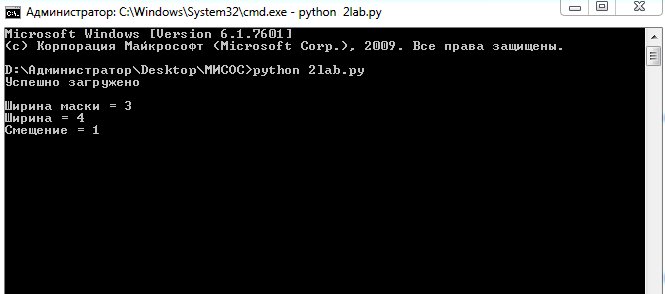 Администратор: C:\Windows\System32\cmd.exe - python 2lab.py
Microsoft Windows [Version 6.1.7601]
(c) Корпорация Майкрософт (Microsoft Corp.), 2009. Все права защищены.
D:\Администратор\Desktop\МИСОС>python 2lab.py
Успешно загружено
Ширина маски = 3
Ширина = 4
Смещение = 1